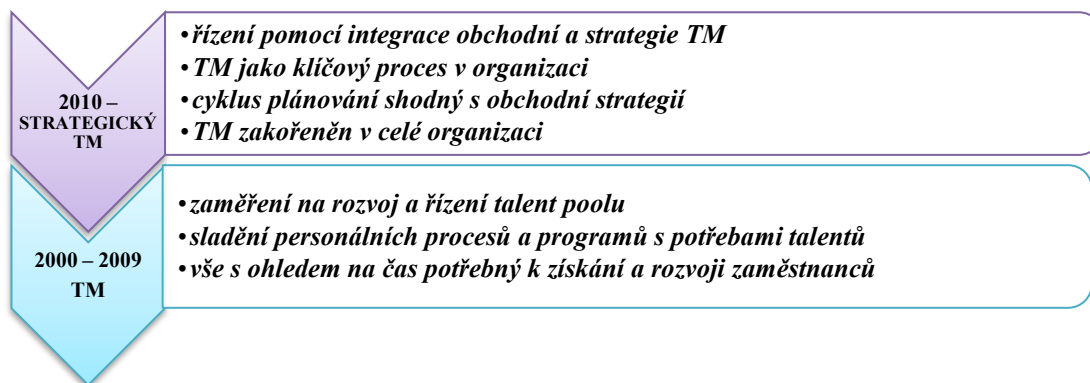 2010 –
STRATEGICKÝ
TM
•řízení pomocí integrace obchodní a strategie TM
•TM jako klíčový proces v organizaci
•cyklus plánování shodný s obchodní strategií
•TM zakořeněn v celé organizaci
2000 – 2009
TM
•zaměření na rozvoj a řízení talent poolu
•sladění personálních procesů a programů s potřebami talentů
•vše s ohledem na čas potřebný k získání a rozvoji zaměstnanců